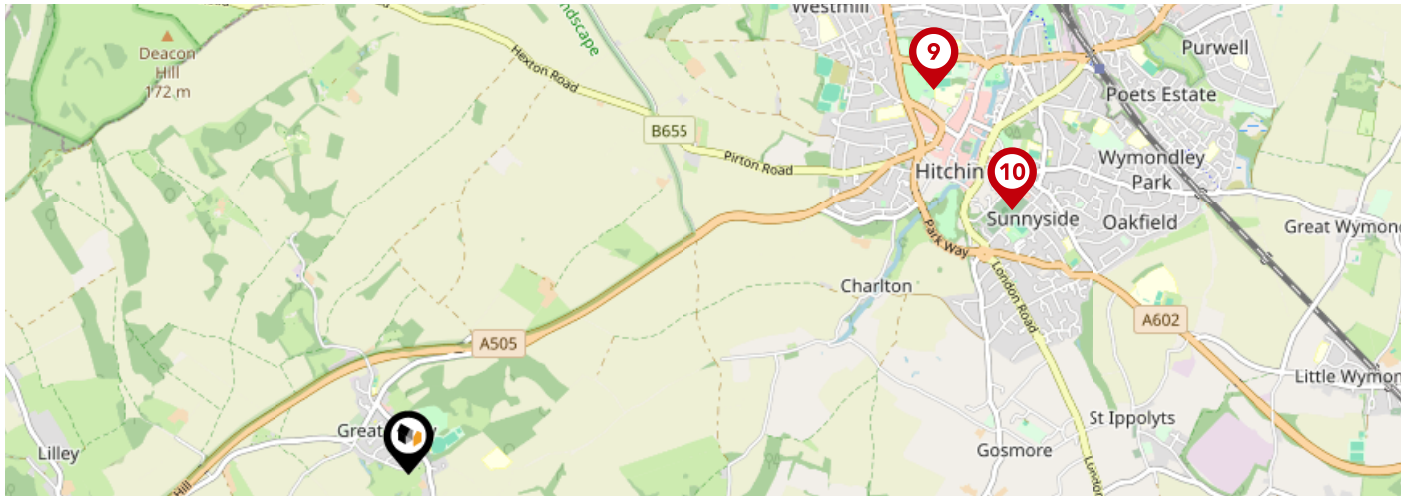 Westmill
ndscape
Deacon
Hill
172 m
Hexton Road
9
Purwell
Poets Estate
B655
Pirton Road
Wymondley
Park
Hitchin
10
Sunnyside
Oakfield
Great Wymon
Park Way
London Road
Charlton
A602
A505
Little Wymon
St Ippolyts
Great
y
Lilley
Gosmore
London
Hill